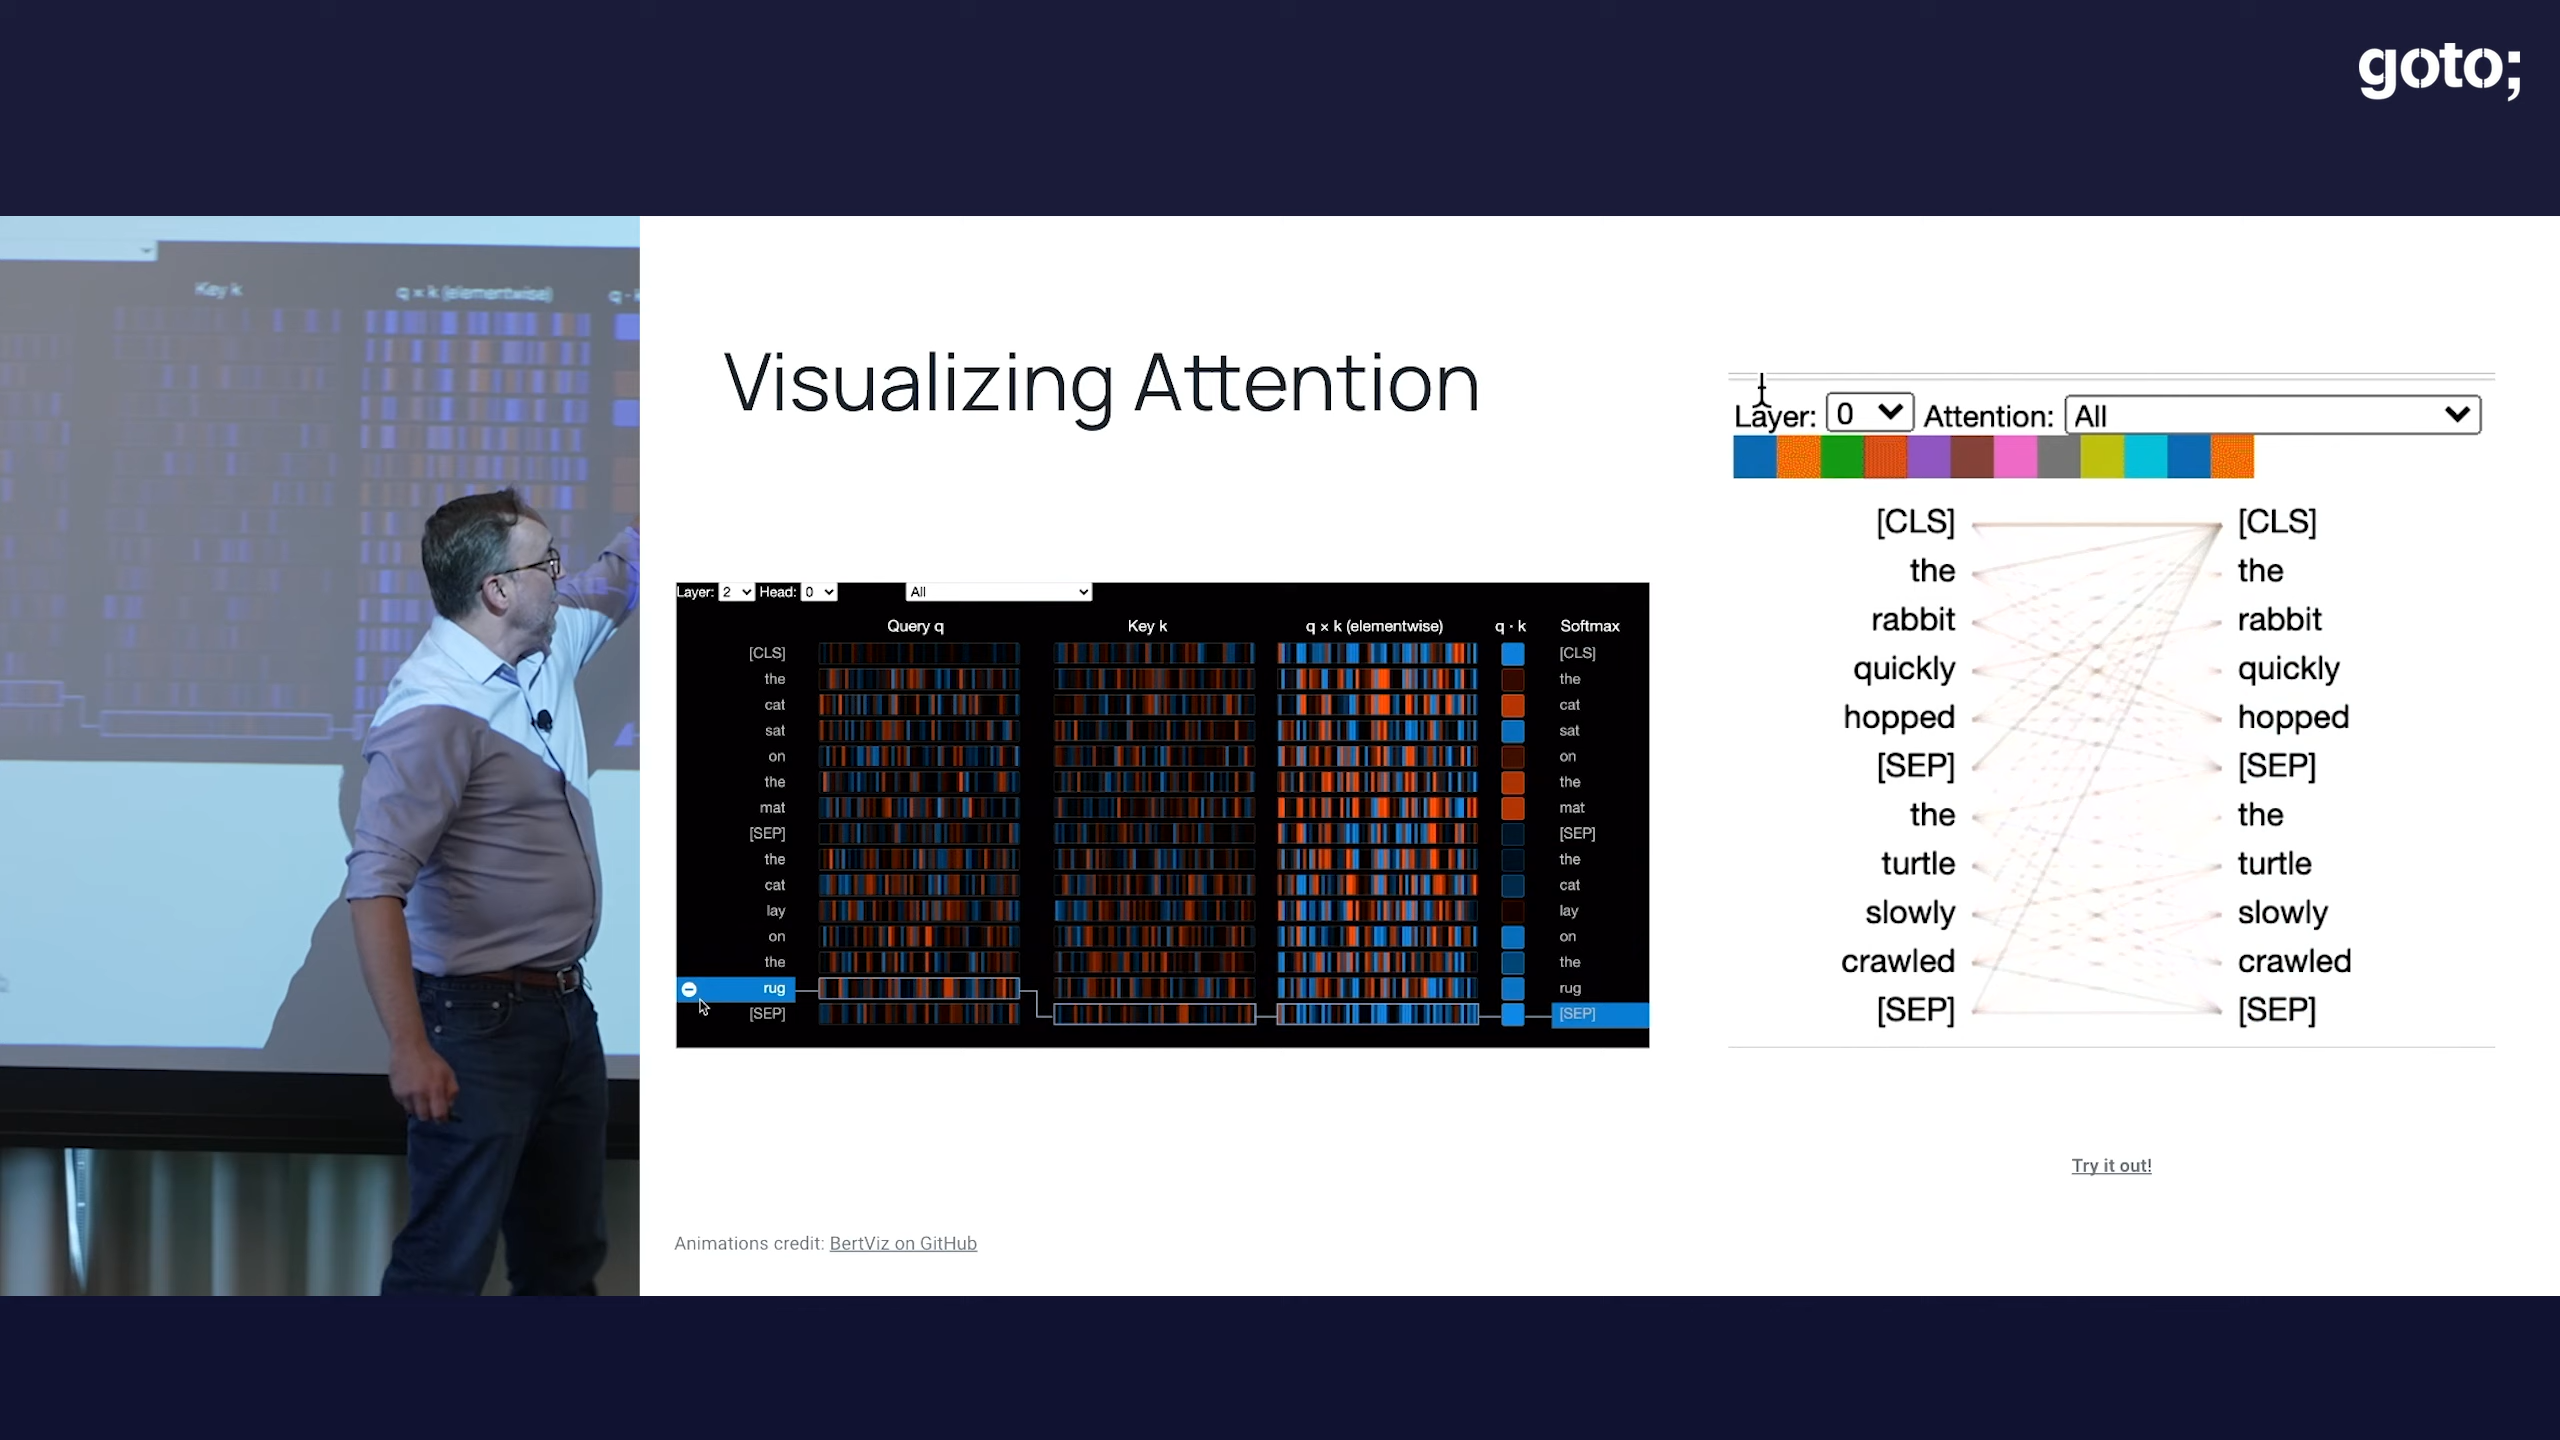 goto;
Key k
q × k (elementwise)
Visualizing Attention
Layer: 2 Head: 0 All
Query q Key k q × k (elementwise) q · k Softmax
[CLS] [CLS]
the the
cat cat
sat sat
on on
the the
mat mat
[SEP] [SEP]
the the
cat cat
lay lay
on on
the the
rug rug
[SEP] [SEP]
Layer: 0 Attention: All
[CLS] [CLS]
the the
rabbit rabbit
quickly quickly
hopped hopped
[SEP] [SEP]
the the
turtle turtle
slowly slowly
crawled crawled
[SEP] [SEP]
Try it out!
Animations credit: BertViz on GitHub